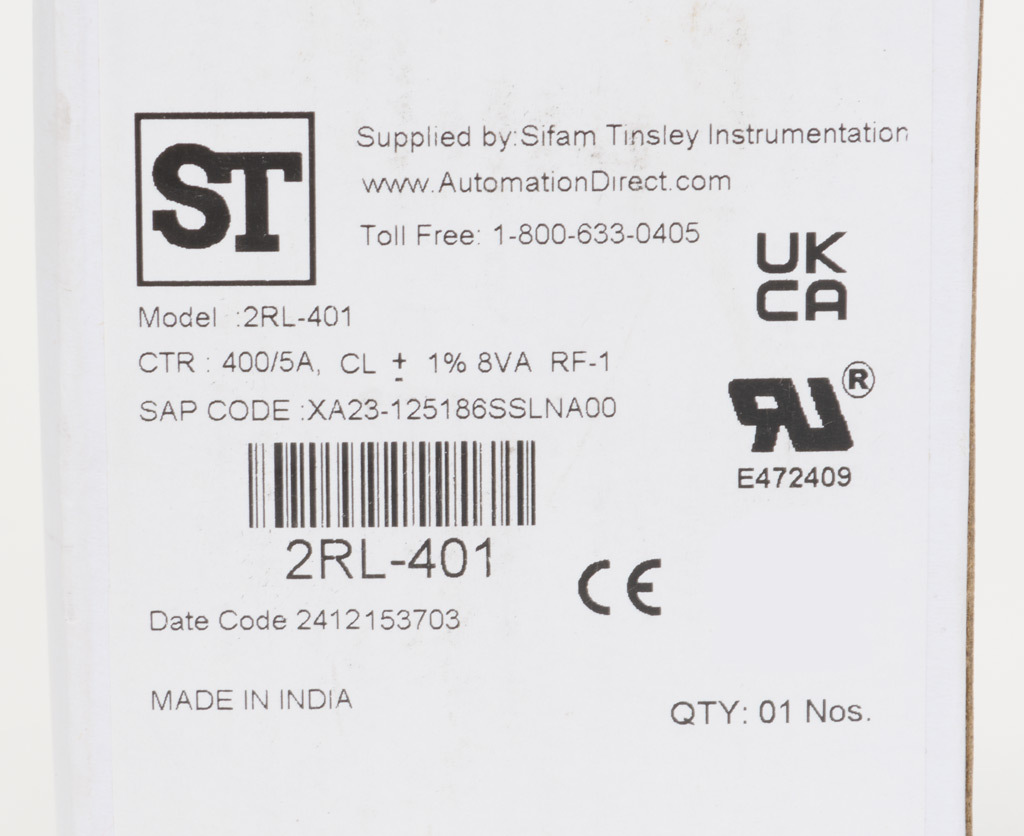 ST
Supplied by:Sifam Tinsley Instrumentation
www.AutomationDirect.com
Toll Free: 1-800-633-0405
UK
CA
Model :2RL-401
CTR : 400/5A, CL ± 1% 8VA RF-1
SAP CODE :XA23-125186SSLNA00
RU®
E472409
2RL-401
CE
Date Code 2412153703
MADE IN INDIA
QTY: 01 Nos.